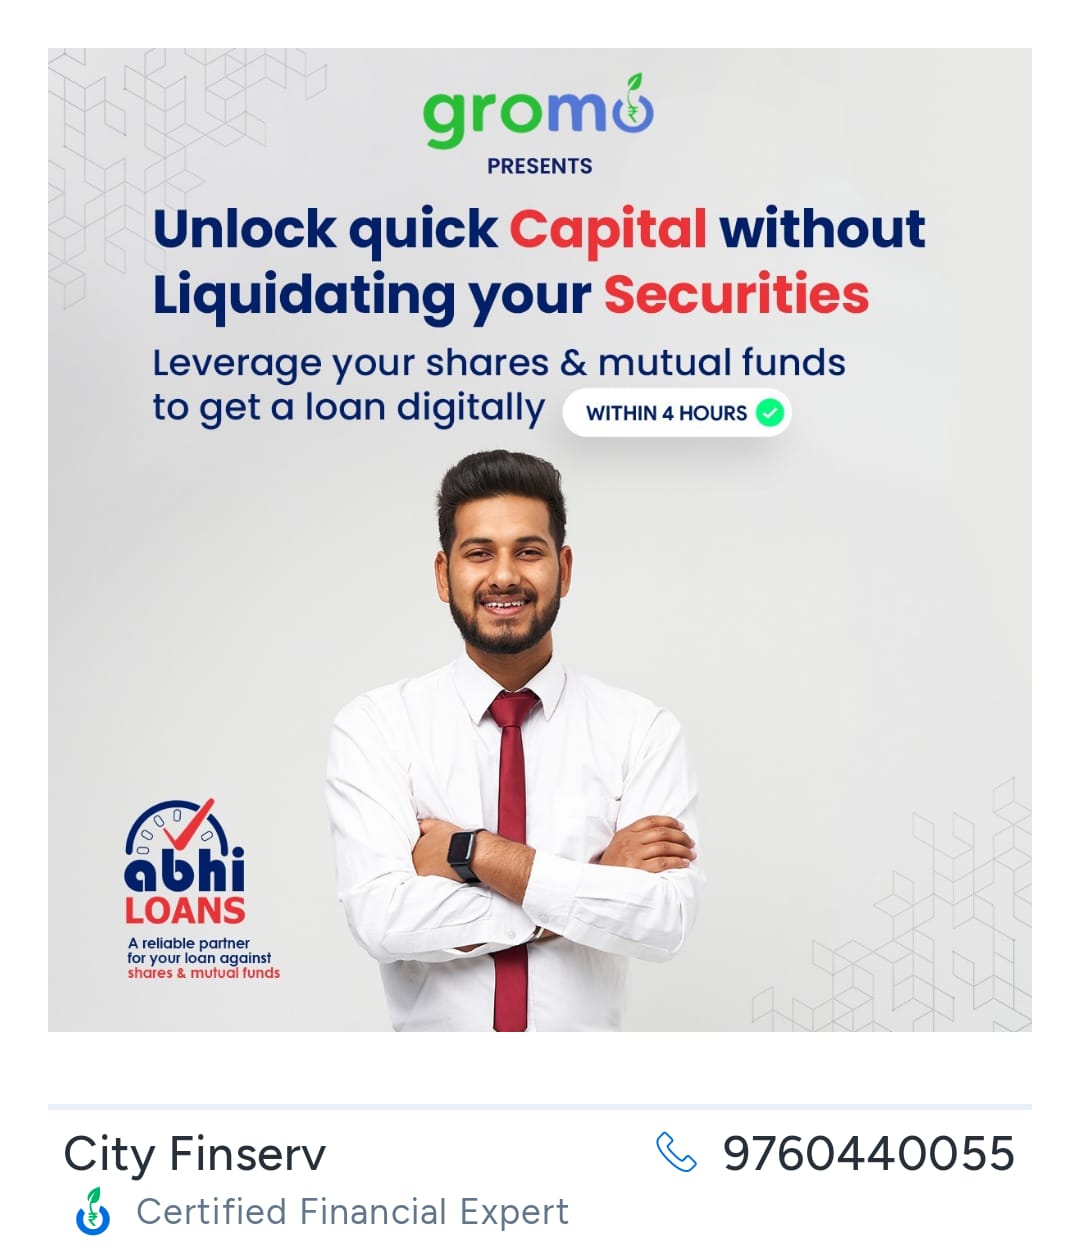 gromo
PRESENTS
Unlock quick Capital without
Liquidating your Securities
Leverage your shares & mutual funds
to get a loan digitally WITHIN 4 HOURS
abhi
LOANS
A reliable partner
for your loan against
shares & mutual funds
City Finserv 9760440055
Certified Financial Expert